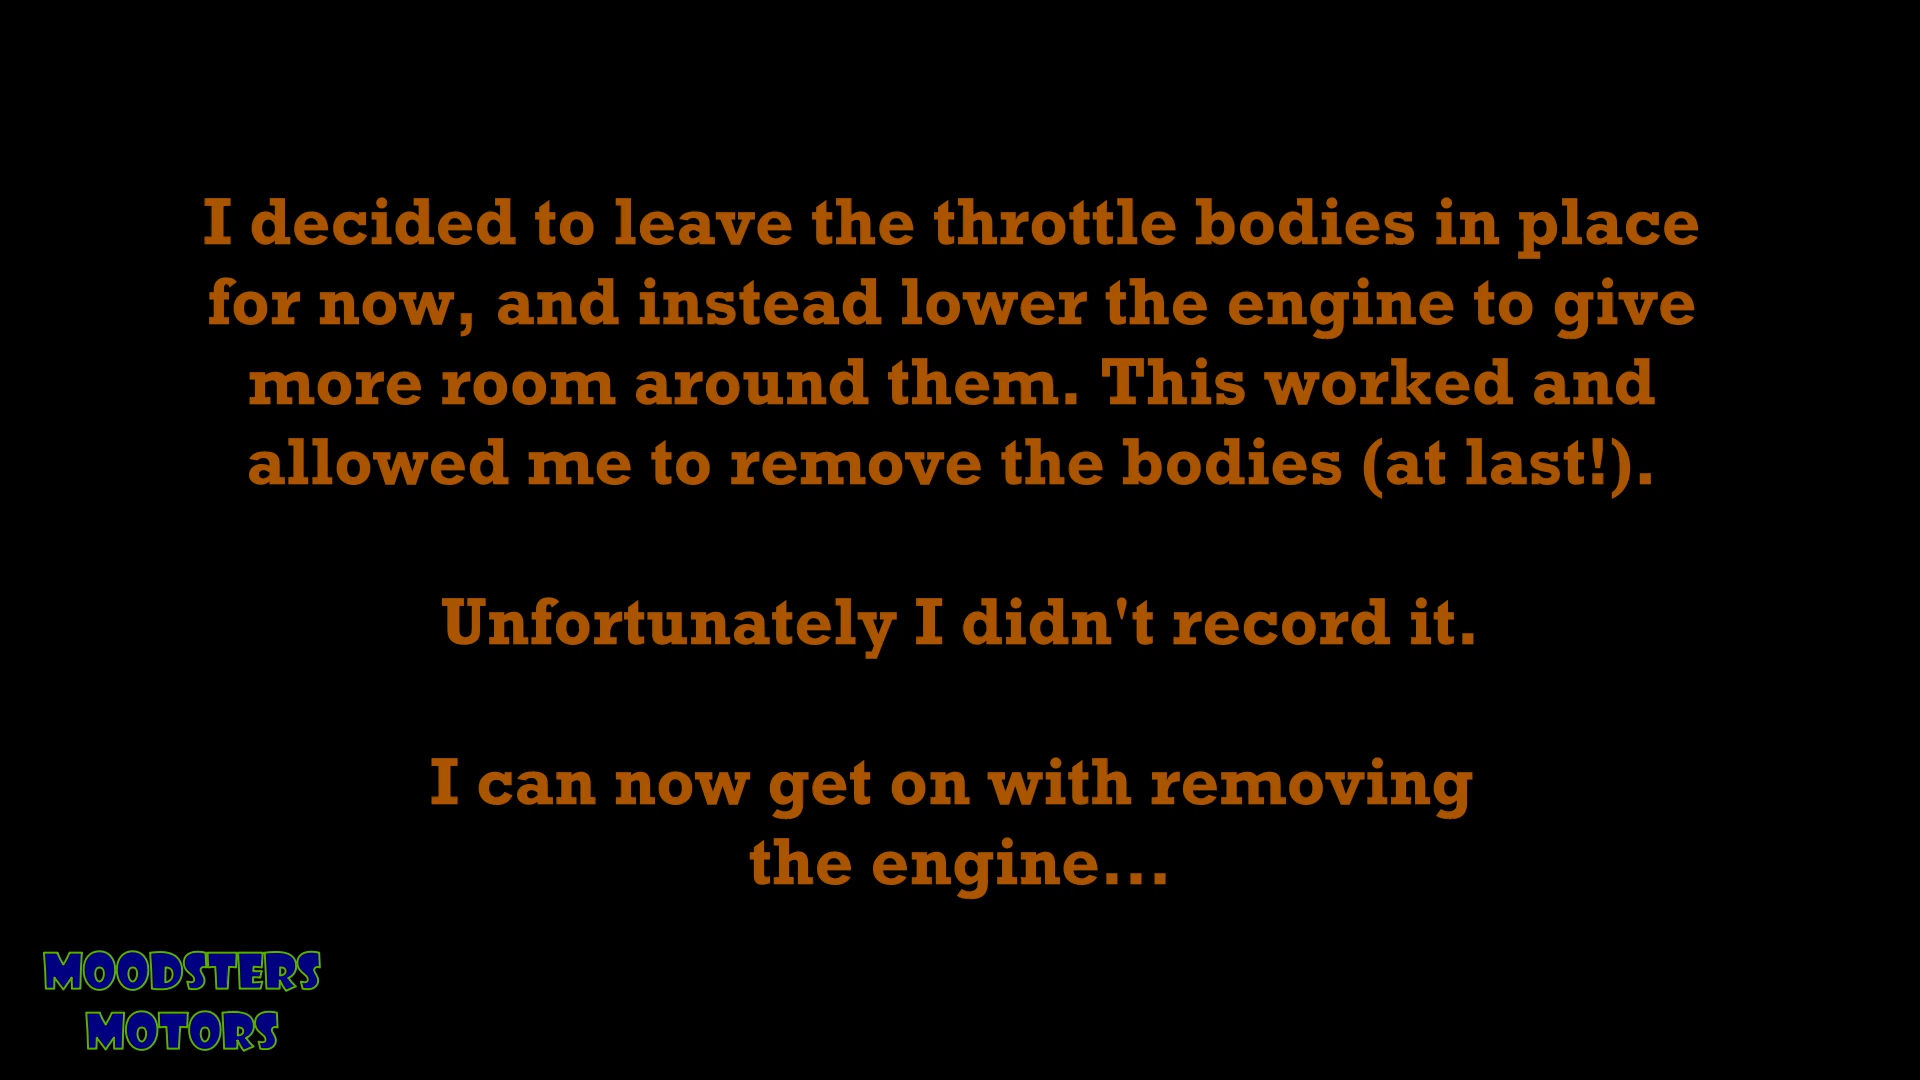 I decided to leave the throttle bodies in place
for now, and instead lower the engine to give
more room around them. This worked and
allowed me to remove the bodies (at last!).
Unfortunately I didn't record it.
I can now get on with removing
the engine...
MOODSTERS
MOTORS